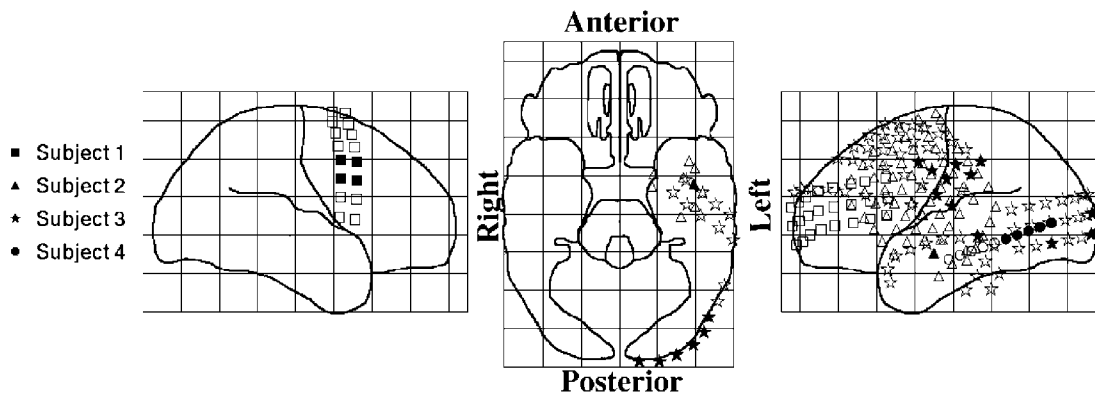 Anterior
Subject 1
Subject 2
Subject 3
Subject 4
Right
Left
Posterior